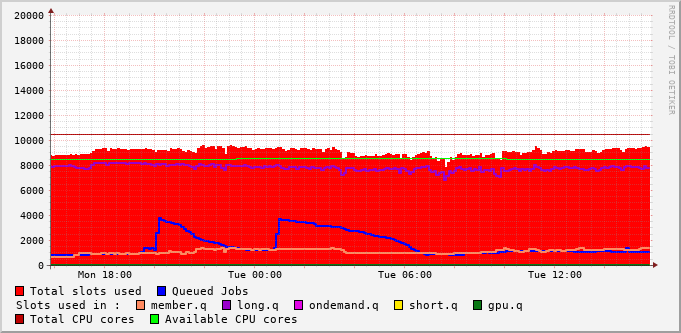 20000
18000
16000
14000
12000
10000
8000
6000
4000
2000
0
Mon 18:00 Tue 00:00 Tue 06:00 Tue 12:00
Total slots used Queued Jobs
Slots used in : member.q long.q ondemand.q short.q gpu.q
Total CPU cores Available CPU cores
RRDTOOL / TOBI OETIKER